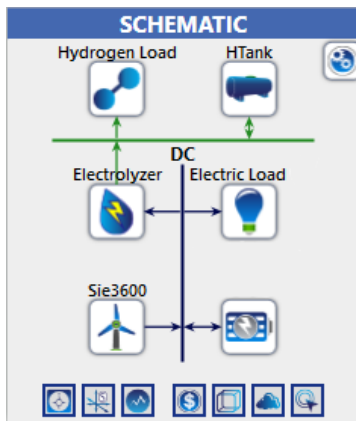 SCHEMATIC
Hydrogen Load HTank
DC
Electrolyzer Electric Load
Sie3600